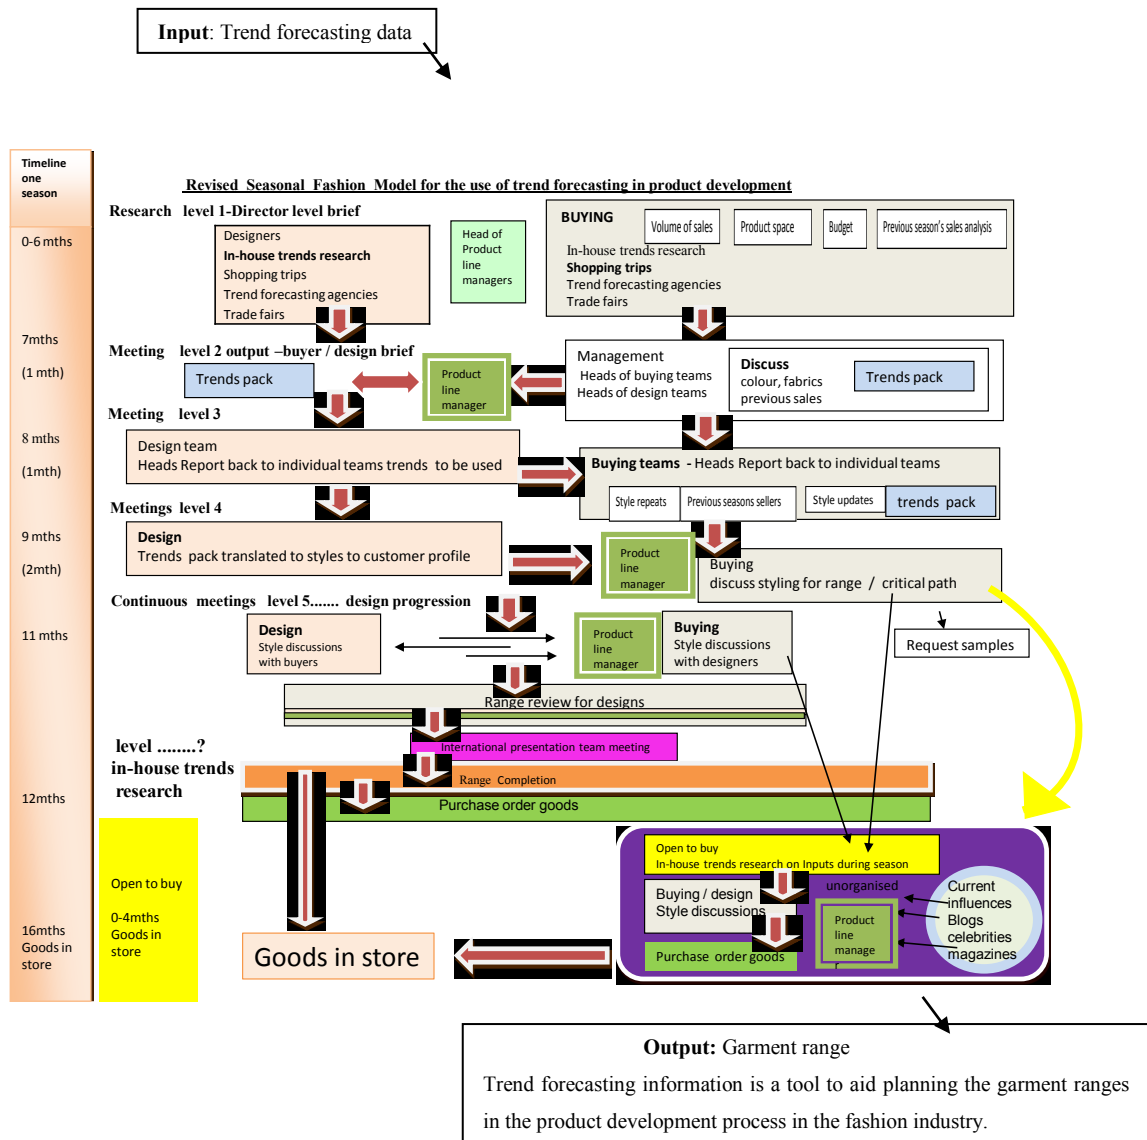 Input: Trend forecasting data
Timeline
one
season
Revised Seasonal Fashion Model for the use of trend forecasting in product development
Research level 1-Director level brief
0-6 mths
Designers
In-house trends research
Shopping trips
Trend forecasting agencies
Trade fairs
Head of
Product
line
managers
BUYING
Volume of sales
Product space
Budget
Previous season's sales analysis
In-house trends research
Shopping trips
Trend forecasting agencies
Trade fairs
7mths
(1 mth)
Meeting level 2 output –buyer / design brief
Trends pack
Product
line
manager
Management
Heads of buying teams
Heads of design teams
Discuss
colour, fabrics
previous sales
Trends pack
Meeting level 3
8 mths
(1mth)
Design team
Heads Report back to individual teams trends to be used
Buying teams - Heads Report back to individual teams
Style repeats
Previous seasons sellers
Style updates
trends pack
Meetings level 4
9 mths
(2mth)
Design
Trends pack translated to styles to customer profile
Product
line
manager
Buying
discuss styling for range / critical path
Continuous meetings level 5....... design progression
11 mths
Design
Style discussions
with buyers
Product
line
manager
Buying
Style discussions
with designers
Request samples
Range review for designs
level ........?
in-house trends
research
International presentation team meeting
Range Completion
12mths
Purchase order goods
Open to buy
0-4mths
Goods in
store
16mths
Goods in
store
Goods in store
Open to buy
In-house trends research on Inputs during season
Buying / design
Style discussions
unorganised
Product
line
manage
r
Current
influences
Blogs
celebrities
magazines
Purchase order goods
Output: Garment range
Trend forecasting information is a tool to aid planning the garment ranges
in the product development process in the fashion industry.